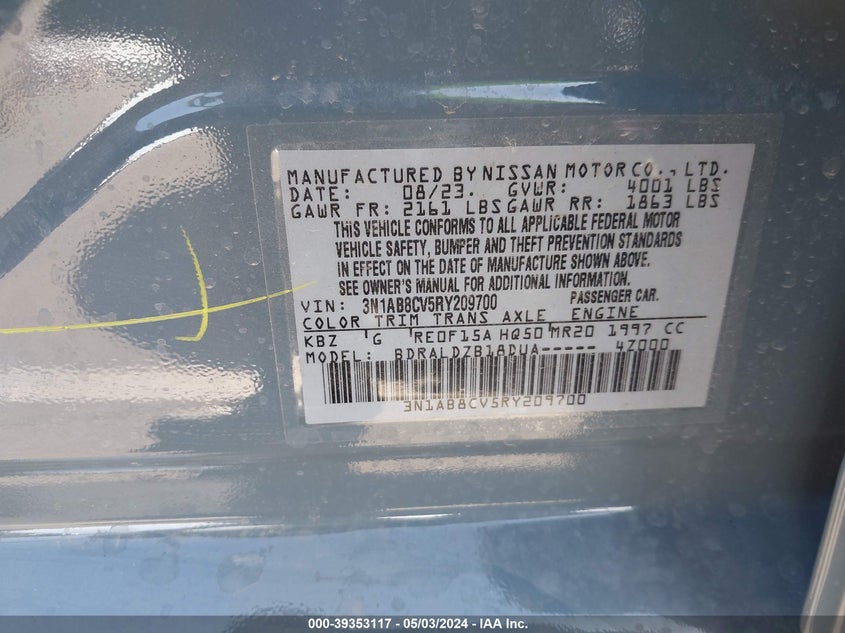 MANUFACTURED BY NISSAN MOTOR CO., LTD.
DATE: 08/23. GVWR: 4001 LBS
GAWR FR: 2161 LBS GAWR RR: 1863 LBS
THIS VEHICLE CONFORMS TO ALL APPLICABLE FEDERAL MOTOR
VEHICLE SAFETY, BUMPER AND THEFT PREVENTION STANDARDS
IN EFFECT ON THE DATE OF MANUFACTURE SHOWN ABOVE.
SEE OWNER'S MANUAL FOR ADDITIONAL INFORMATION.
VIN: 3N1AB8CV5RY209700 PASSENGER CAR.
COLOR TRIM TRANS AXLE ENGINE
KBZ G RE0F15A HQ50 MR20 1997 CC
MODEL: BDRALDZB18DUA----- 4Z000
3N1AB8CV5RY209700
000-39353117 - 05/03/2024 - IAA Inc.